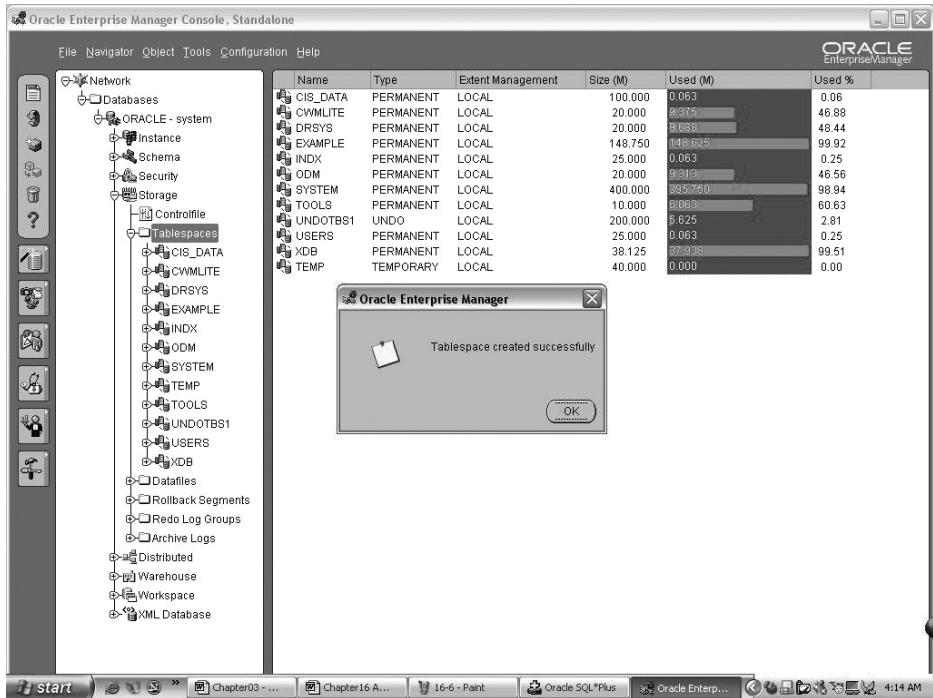 Oracle Enterprise Manager Console, Standalone
File Navigator Object Tools Configuration Help
ORACLE
EnterpriseManager
Network
Databases
ORACLE - system
Instance
Schema
Security
Storage
Controlfile
Tablespaces
CIS_DATA
CWMLITE
DRSYS
EXAMPLE
INDX
ODM
SYSTEM
TEMP
TOOLS
UNDOTBS1
USERS
XDB
Datafiles
Rollback Segments
Redo Log Groups
Archive Logs
Distributed
Warehouse
Workspace
XML Database
Name Type Extent Management Size (M) Used (M) Used %
CIS_DATA PERMANENT LOCAL 100.000 0.063 0.06
CWMLITE PERMANENT LOCAL 20.000 9.375 46.88
DRSYS PERMANENT LOCAL 20.000 9.688 48.44
EXAMPLE PERMANENT LOCAL 148.750 148.625 99.92
INDX PERMANENT LOCAL 25.000 0.063 0.25
ODM PERMANENT LOCAL 20.000 9.313 46.56
SYSTEM PERMANENT LOCAL 400.000 395.750 98.94
TOOLS PERMANENT LOCAL 10.000 6.063 60.63
UNDOTBS1 UNDO LOCAL 200.000 5.625 2.81
USERS PERMANENT LOCAL 25.000 0.063 0.25
XDB PERMANENT LOCAL 38.125 37.938 99.51
TEMP TEMPORARY LOCAL 40.000 0.000 0.00
Oracle Enterprise Manager
Tablespace created successfully
OK
start
Chapter03 - ...
Chapter16 A...
16-6 - Paint
Oracle SQL*Plus
Oracle Enterp...
4:14 AM